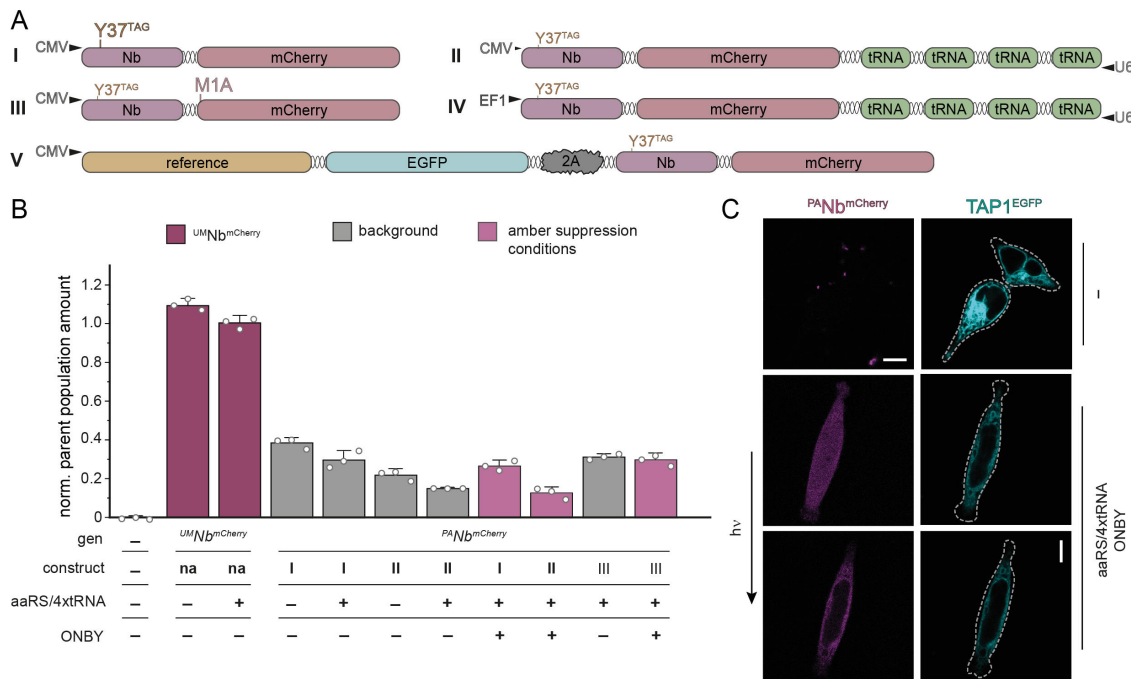 A
I
CMV
Y37TAG
Nb
mCherry
II
CMV
Y37TAG
Nb
mCherry
tRNA tRNA tRNA tRNA
U6
III
CMV
Y37TAG
M1A
Nb
mCherry
IV
EF1
Y37TAG
Nb
mCherry
tRNA tRNA tRNA tRNA
U6
V
CMV
reference
EGFP
2A
Y37TAG
Nb
mCherry
B
UMNbmCherry
background
amber suppression
conditions
norm. parent population amount
1.2
1.0
0.8
0.6
0.4
0.2
0
gen – UMNbmCherry PANbmCherry
construct – na na I I II II I II III III
aaRS/4xtRNA – – + – + – + + + + +
ONBY – – – – – – – + + – +
C
PANbmCherry
TAP1EGFP
–
hν
aaRS/4xtRNA
ONBY